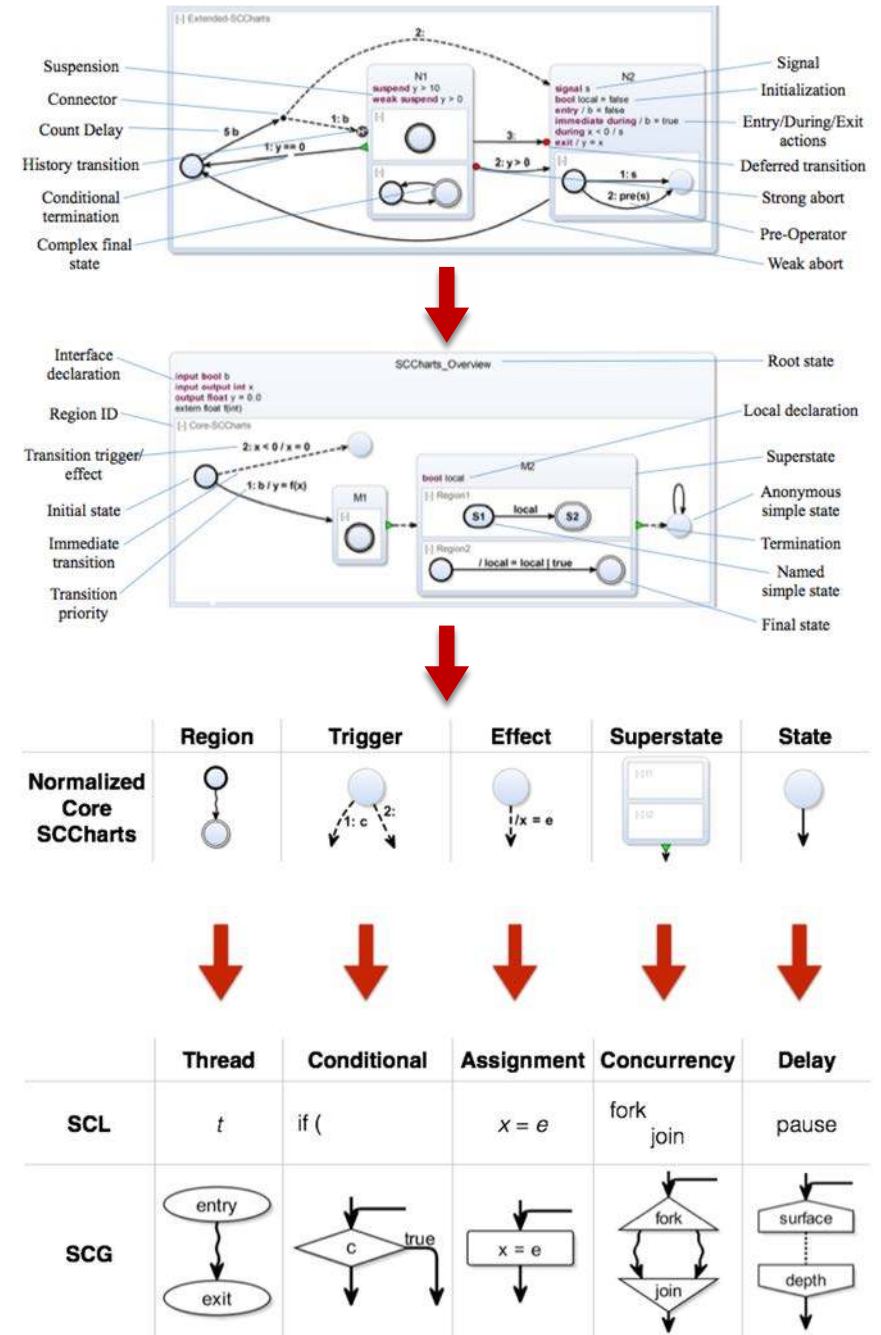 [-] Extended-SCCharts
2:
Suspension
Connector
Count Delay
History transition
Conditional
termination
Complex final
state
5 b
1: b
1: y == 0
N1
suspend y > 10
weak suspend y > 0
[-]
[-]
3:
2: y > 0
N2
signal s
bool local = false
entry / b = false
immediate during / b = true
during x < 0 / s
exit / y = x
[-]
1: s
2: pre(s)
Signal
Initialization
Entry/During/Exit
actions
Deferred transition
Strong abort
Pre-Operator
Weak abort
Interface
declaration
Region ID
Transition trigger/
effect
Initial state
Immediate
transition
Transition
priority
SCCharts_Overview
input bool b
input output int x
output float y = 0.0
extern float f(int)
[-] Core-SCCharts
2: x < 0 / x = 0
1: b / y = f(x)
M1
[-]
M2
bool local
[-] Region1
S1
local
S2
[-] Region2
/ local = local | true
Root state
Local declaration
Superstate
Anonymous
simple state
Termination
Named
simple state
Final state
Region Trigger Effect Superstate State
Normalized
Core
SCCharts
1: c
2:
/x = e
Thread Conditional Assignment Concurrency Delay
SCL t if ( x = e fork join pause
SCG
entry
exit
c
true
x = e
fork
join
surface
depth